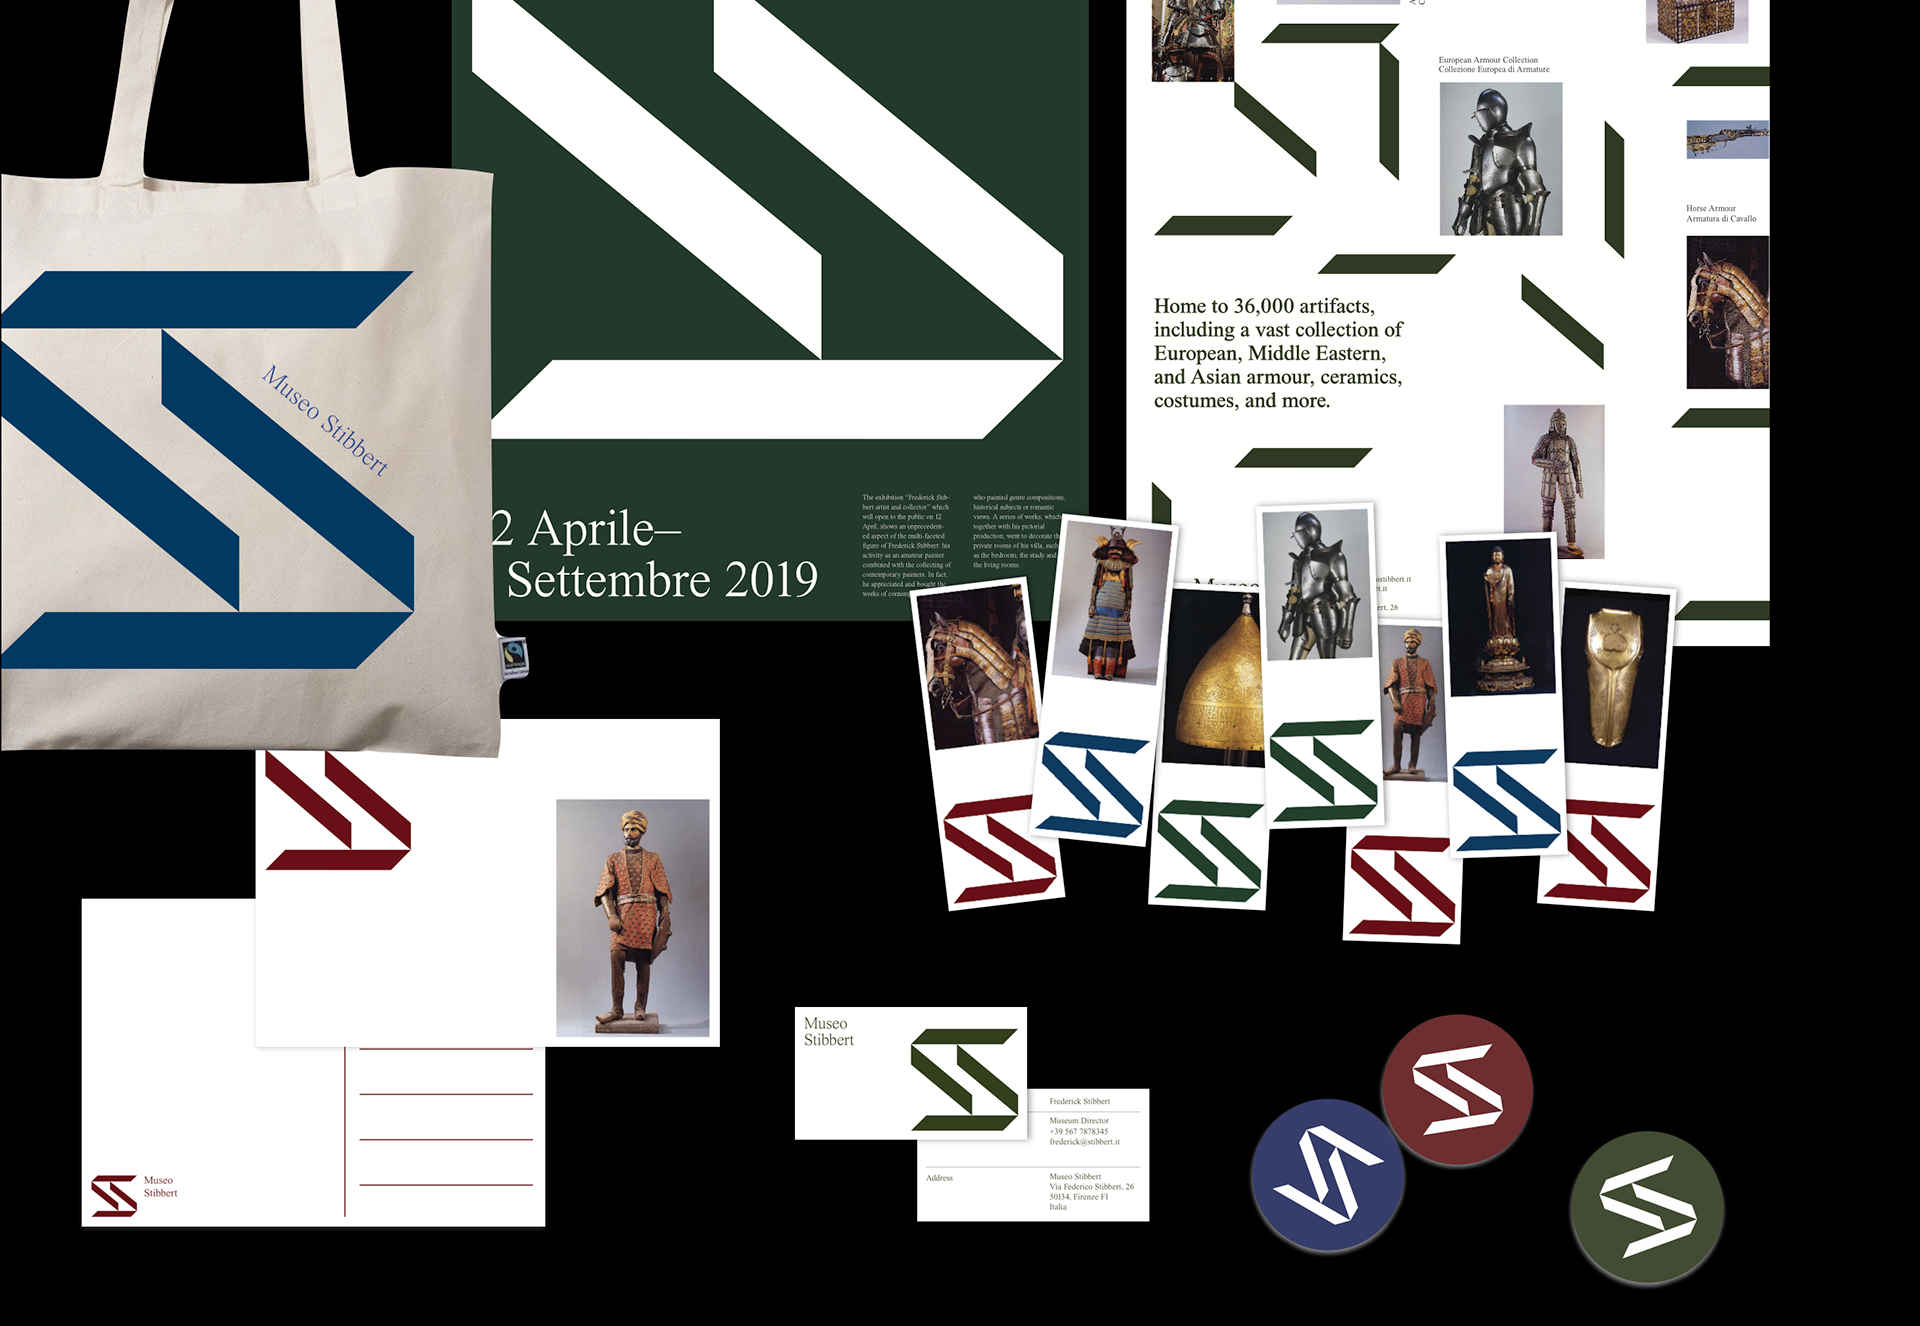 Museo Stibbert
2 Aprile–
Settembre 2019
The exhibition "Frederick Stib-
bert artist and collector" which
will open to the public on 12
April, shows an unprecedent-
ed aspect of the multi-faceted
figure of Frederick Stibbert: his
activity as an amateur painter
combined with the collecting of
contemporary painters. In fact,
he appreciated and bought the
works of contem
who painted genre compositions,
historical subjects or romantic
views. A series of works, which
together with his pictorial
production, went to decorate th
private rooms of his villa, such
as the bedroom, the study and
the living rooms.
European Armour Collection
Collezione Europea di Armature
Horse Armour
Armatura di Cavallo
Home to 36,000 artifacts,
including a vast collection of
European, Middle Eastern,
and Asian armour, ceramics,
costumes, and more.
Museo
ostibbert.it
rt.it
ert, 26
Museo
Stibbert
Museo
Stibbert
Frederick Stibbert
Museum Director
+39 567 7878345
frederick@stibbert.it
Address
Museo Stibbert
Via Federico Stibbert, 26
50134, Firenze FI
Italia